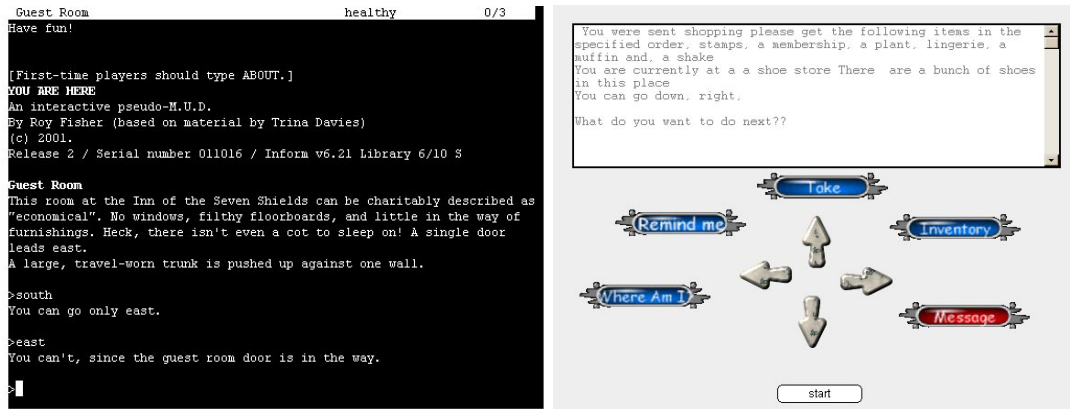 Guest Room healthy 0/3
Have fun!
[First-time players should type ABOUT.]
YOU ARE HERE
An interactive pseudo-M.U.D.
By Roy Fisher (based on material by Trina Davies)
(c) 2001.
Release 2 / Serial number 011016 / Inform v6.21 Library 6/10 S
Guest Room
This room at the Inn of the Seven Shields can be charitably described as
"economical". No windows, filthy floorboards, and little in the way of
furnishings. Heck, there isn't even a cot to sleep on! A single door
leads east.
A large, travel-worn trunk is pushed up against one wall.
>south
You can go only east.
>east
You can't, since the guest room door is in the way.
>
You were sent shopping please get the following items in the
specified order, stamps, a membership, a plant, lingerie, a
muffin and, a shake
You are currently at a a shoe store There are a bunch of shoes
in this place
You can go down, right,
What do you want to do next??
Take
Remind me
Inventory
Where Am I
Message
start